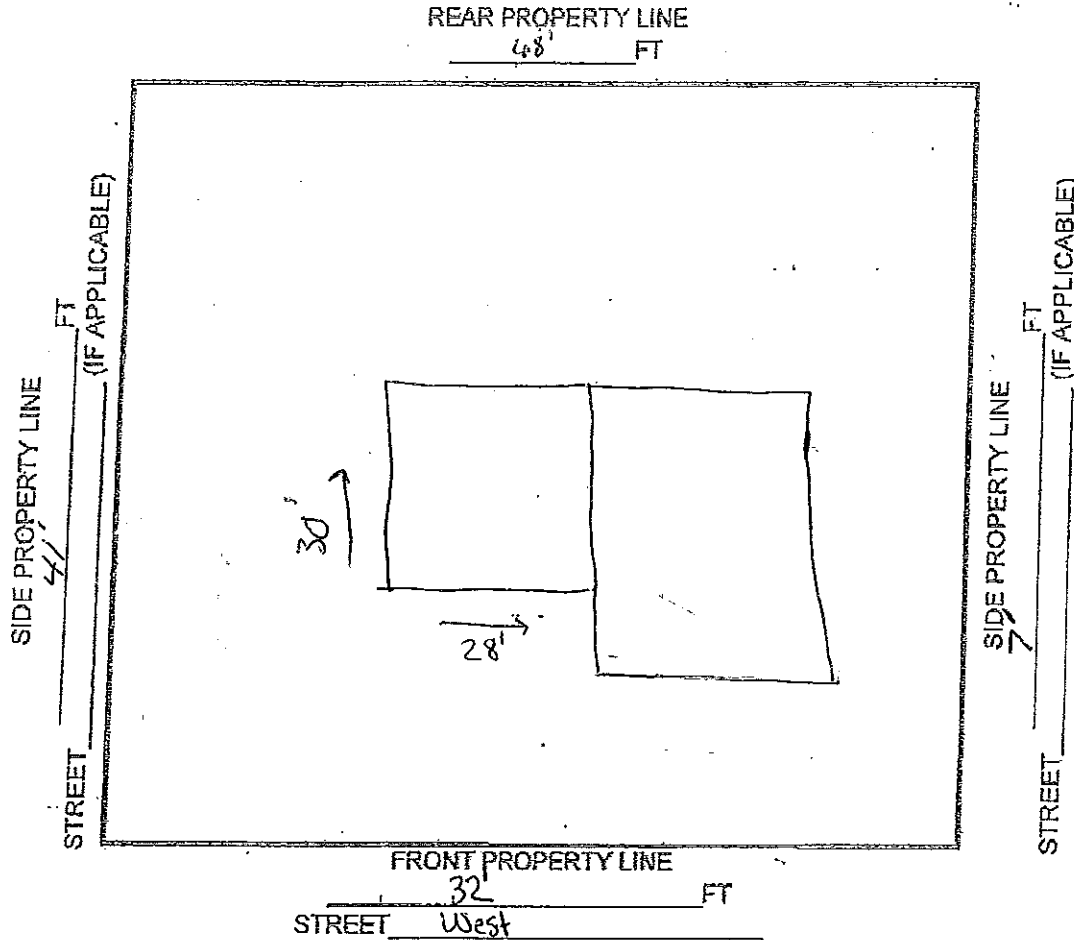 REAR PROPERTY LINE
48' FT
SIDE PROPERTY LINE
41' FT
STREET (IF APPLICABLE)
30'
28'
SIDE PROPERTY LINE
7' FT
STREET (IF APPLICABLE)
FRONT PROPERTY LINE
32 FT
STREET West